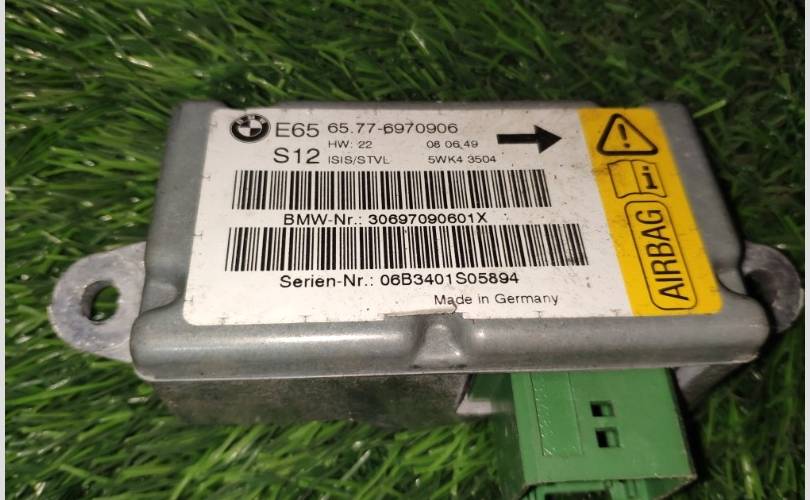 BMW
E65 65.77-6970906
HW: 22 08 06.49
S12 ISIS/STVL 5WK4 3504
BMW-Nr.: 30697090601X
Serien-Nr.: 06B3401S05894
Made in Germany
! i
AIRBAG